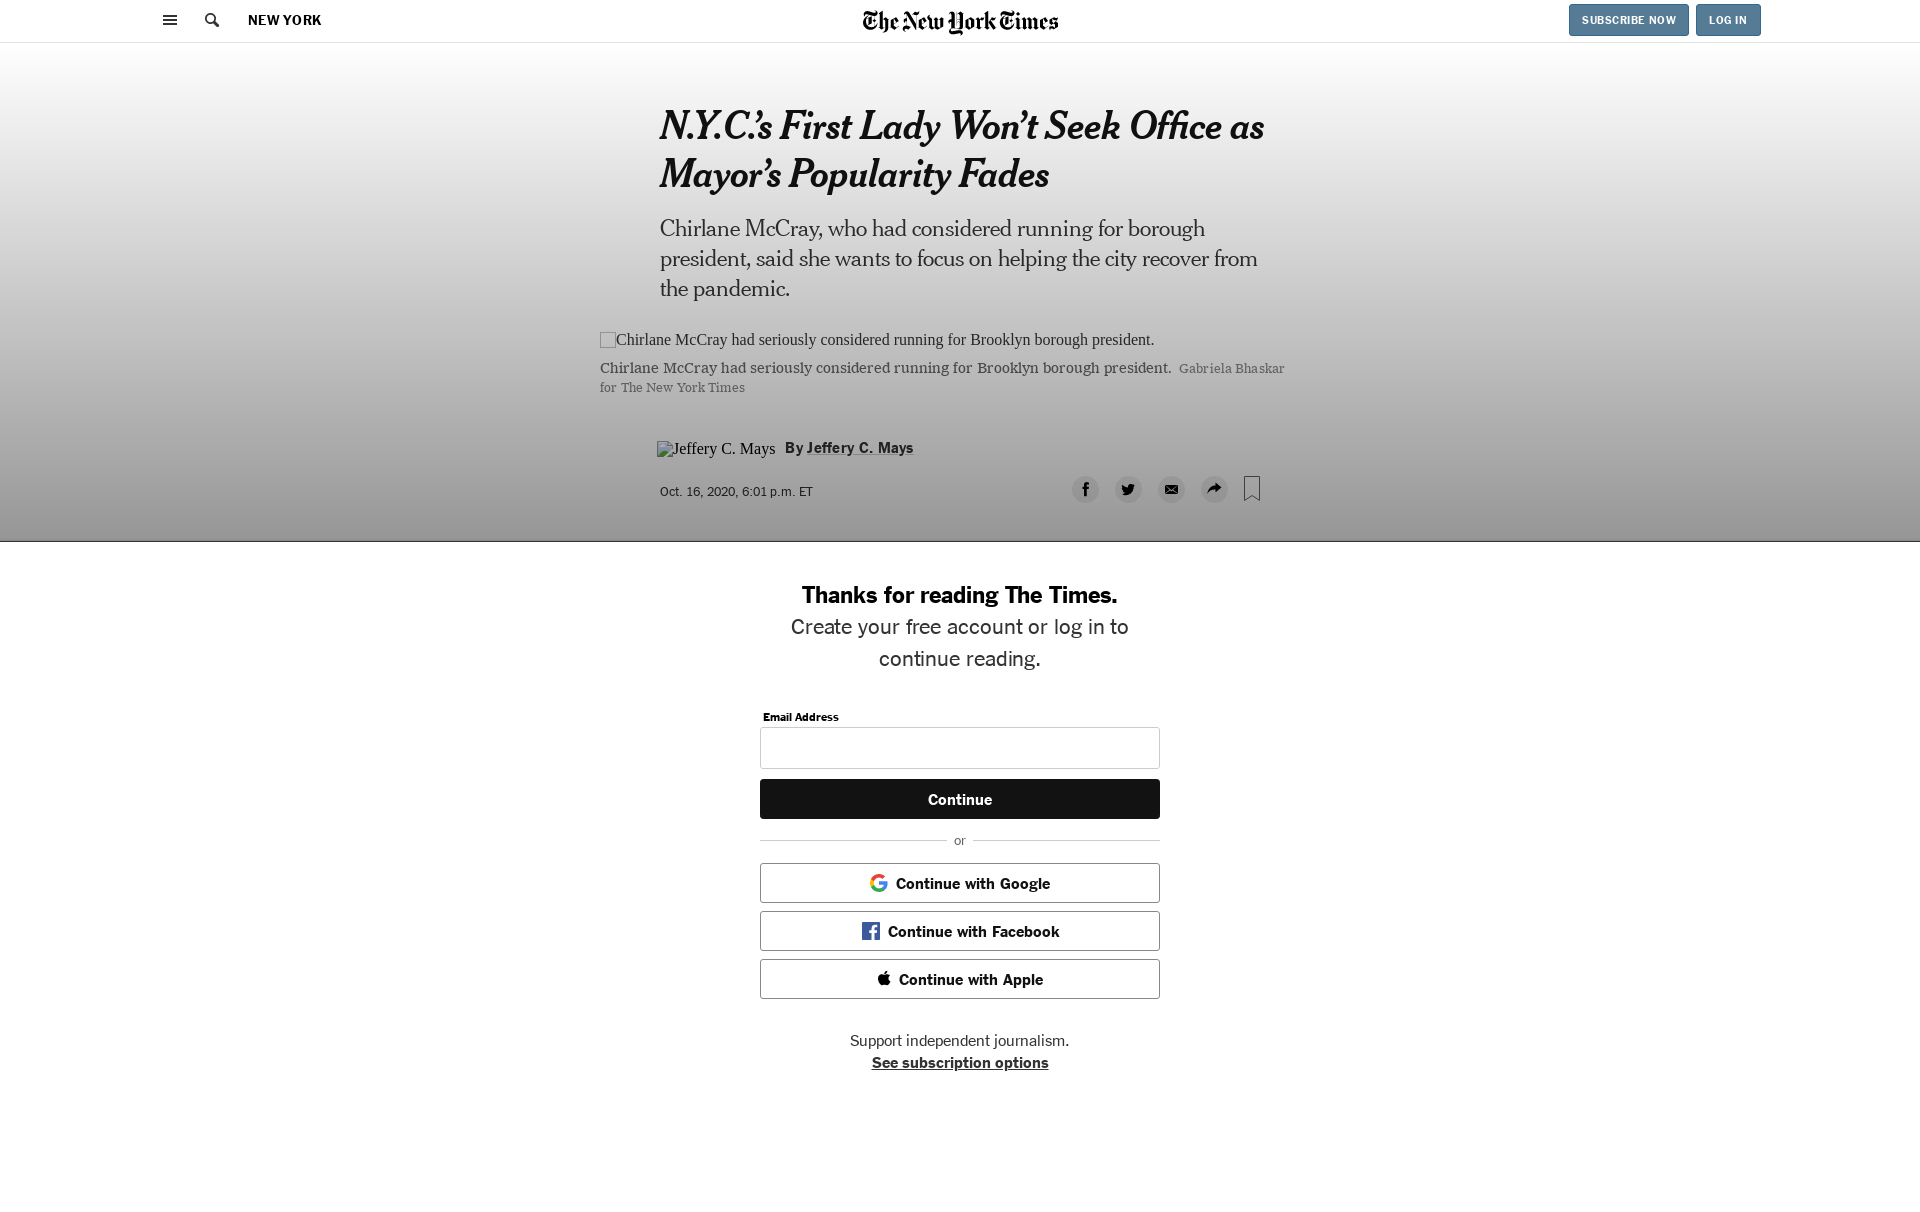 NEW YORK
The New York Times
SUBSCRIBE NOW
LOG IN
N.Y.C.’s First Lady Won’t Seek Office as
Mayor’s Popularity Fades
Chirlane McCray, who had considered running for borough
president, said she wants to focus on helping the city recover from
the pandemic.
Chirlane McCray had seriously considered running for Brooklyn borough president.
Chirlane McCray had seriously considered running for Brooklyn borough president. Gabriela Bhaskar
for The New York Times
Jeffery C. Mays By Jeffery C. Mays
Oct. 16, 2020, 6:01 p.m. ET
Thanks for reading The Times.
Create your free account or log in to
continue reading.
Email Address
Continue
or
Continue with Google
Continue with Facebook
Continue with Apple
Support independent journalism.
See subscription options